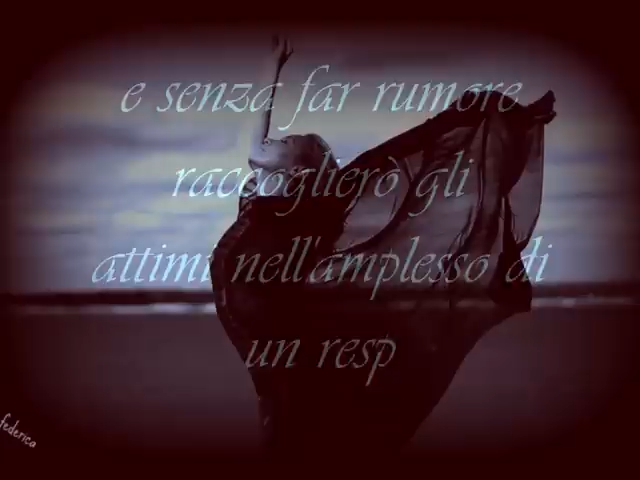 e senza far rumore
raccoglierò gli
attimi nell'amplesso di
un resp
federica